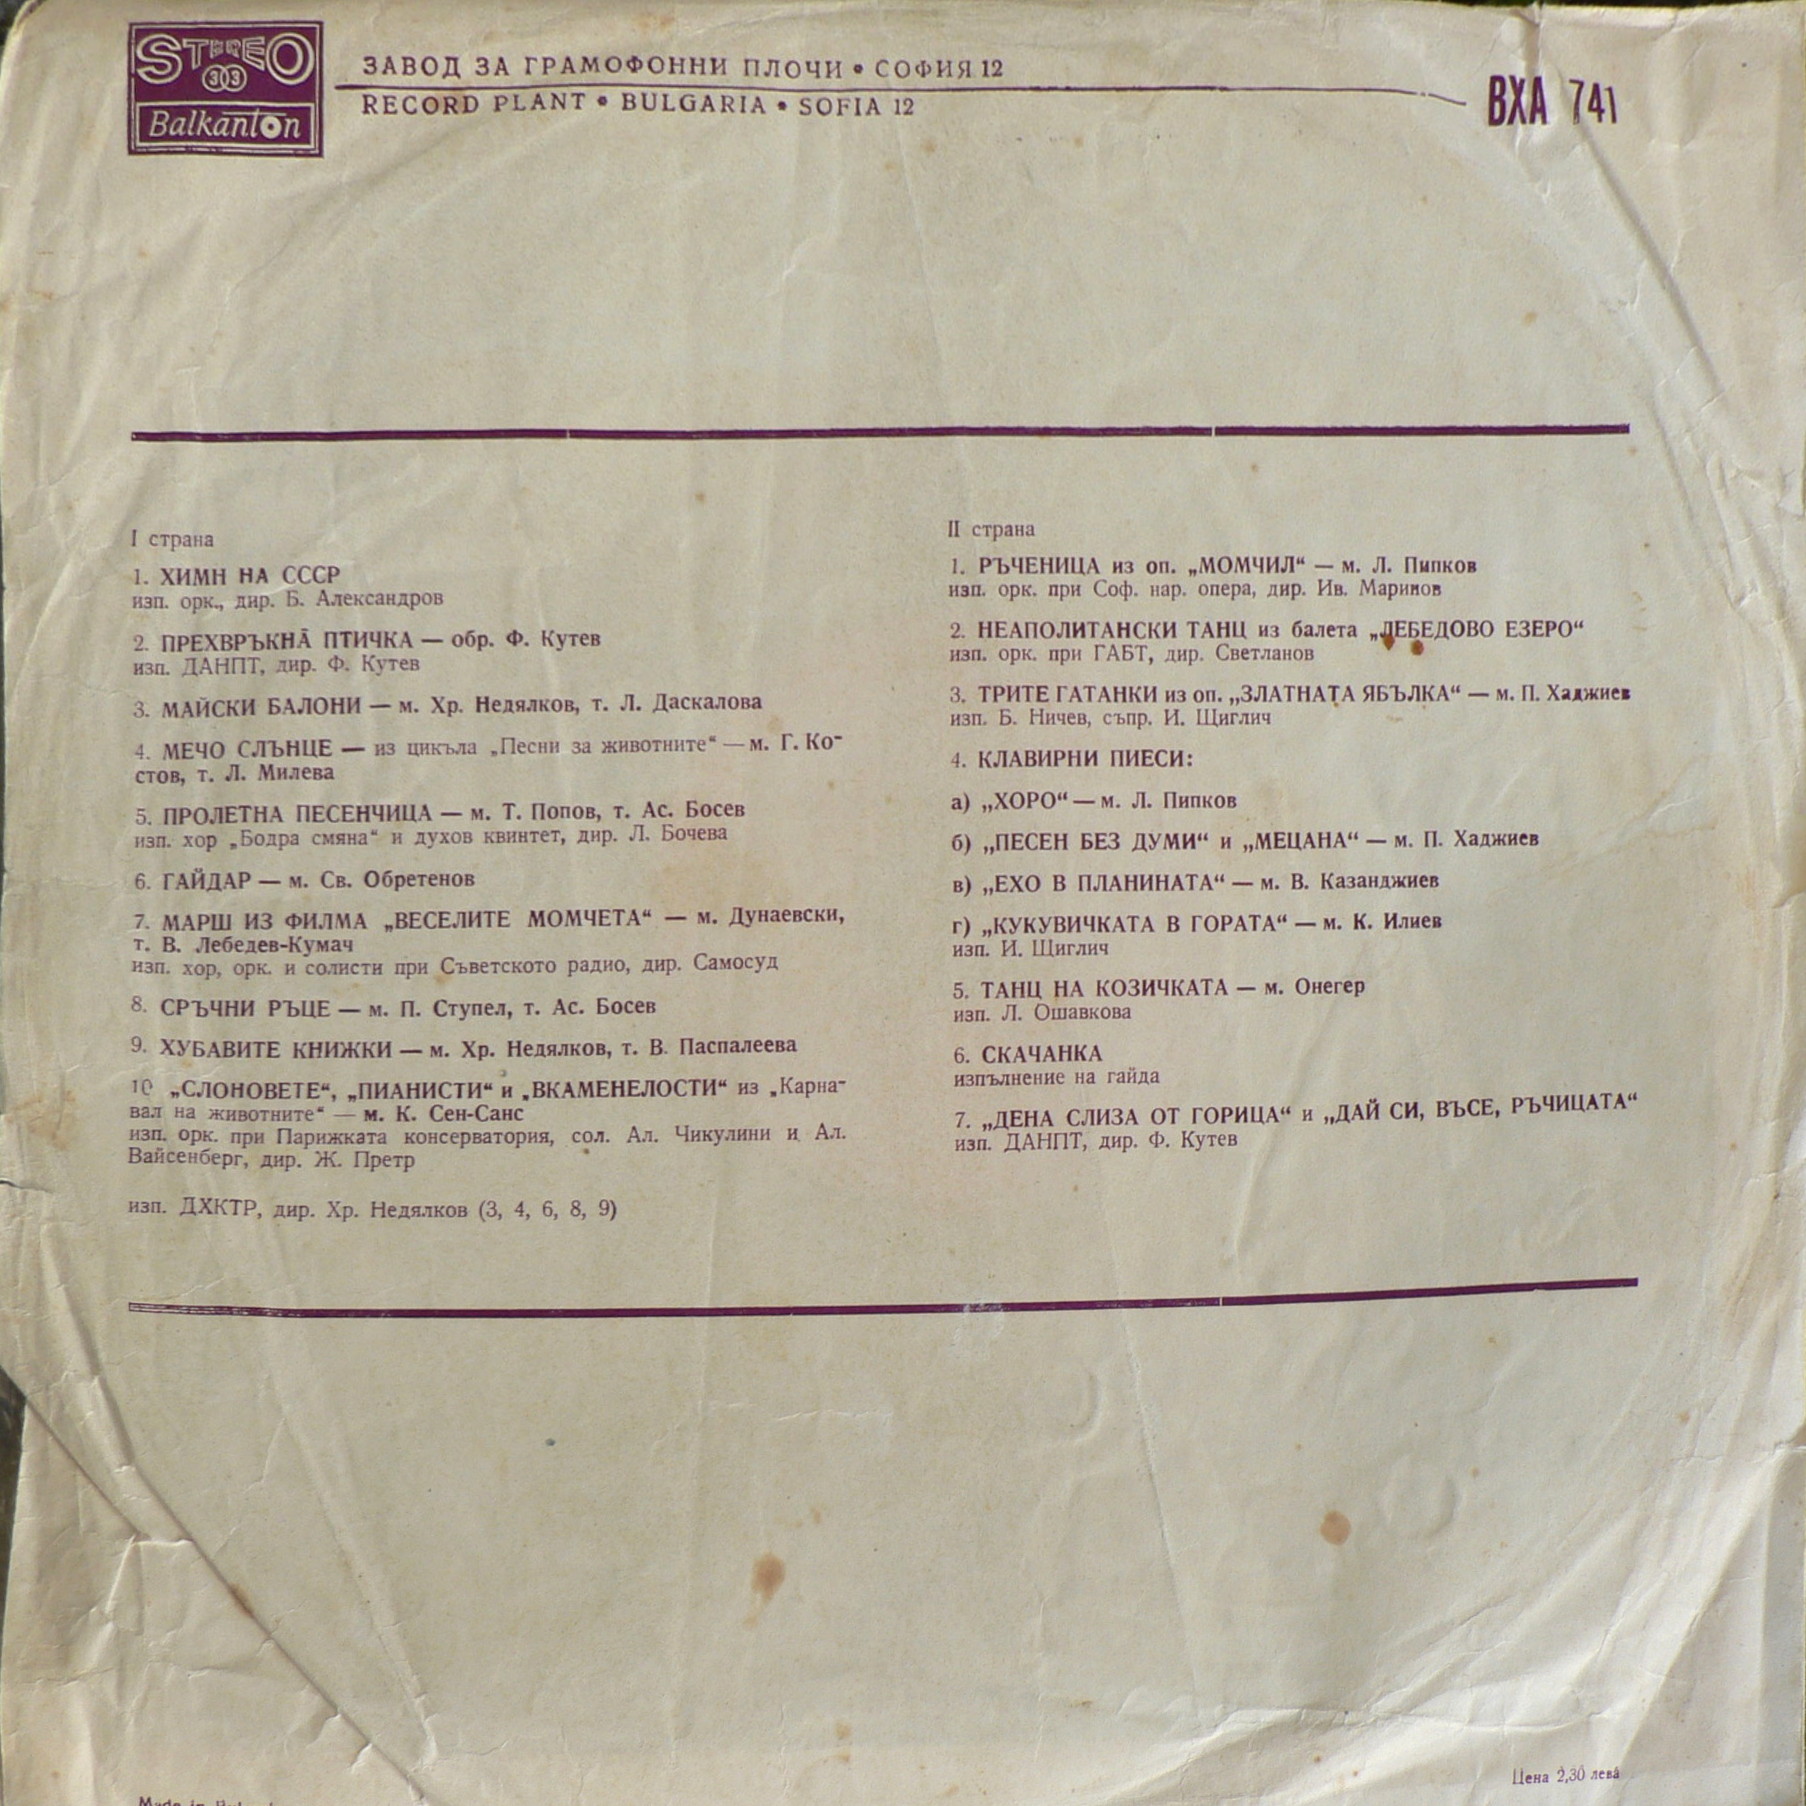 STEREO
33
Balkanton
ЗАВОД ЗА ГРАМОФОННИ ПЛОЧИ • СОФИЯ 12
RECORD PLANT • BULGARIA • SOFIA 12
ВХА 741
I страна
1. ХИМН НА СССР
изп. орк., дир. Б. Александров
2. ПРЕХВРЪКНА ПТИЧКА — обр. Ф. Кутев
изп. ДАНПТ, дир. Ф. Кутев
3. МАЙСКИ БАЛОНИ — м. Хр. Недялков, т. Л. Даскалова
4. МЕЧО СЛЪНЦЕ — из цикъла „Песни за животните“ — м. Г. Ко-
стов, т. Л. Милева
5. ПРОЛЕТНА ПЕСЕНЧИЦА — м. Т. Попов, т. Ас. Босев
изп. хор „Бодра смяна“ и духов квинтет, дир. Л. Бочева
6. ГАЙДАР — м. Св. Обретенов
7. МАРШ ИЗ ФИЛМА „ВЕСЕЛИТЕ МОМЧЕТА“ — м. Дунаевски,
т. В. Лебедев-Кумач
изп. хор, орк. и солисти при Съветското радио, дир. Самосуд
8. СРЪЧНИ РЪЦЕ — м. П. Ступел, т. Ас. Босев
9. ХУБАВИТЕ КНИЖКИ — м. Хр. Недялков, т. В. Паспалеева
10 „СЛОНОВЕТЕ“, „ПИАНИСТИ“ и „ВКАМЕНЕЛОСТИ“ из „Карна-
вал на животните“ — м. К. Сен-Санс
изп. орк. при Парижката консерватория, сол. Ал. Чикулини и Ал.
Вайсенберг, дир. Ж. Претр
изп. ДХКТР, дир. Хр. Недялков (3, 4, 6, 8, 9)
II страна
1. РЪЧЕНИЦА из оп. „МОМЧИЛ“ — м. Л. Пипков
изп. орк. при Соф. нар. опера, дир. Ив. Маринов
2. НЕАПОЛИТАНСКИ ТАНЦ из балета „ЛЕБЕДОВО ЕЗЕРО“
изп. орк. при ГАБТ, дир. Светланов
3. ТРИТЕ ГАТАНКИ из оп. „ЗЛАТНАТА ЯБЪЛКА“ — м. П. Хаджиев
изп. Б. Ничев, съпр. И. Щиглич
4. КЛАВИРНИ ПИЕСИ:
а) „ХОРО“ — м. Л. Пипков
б) „ПЕСЕН БЕЗ ДУМИ“ и „МЕЦАНА“ — м. П. Хаджиев
в) „ЕХО В ПЛАНИНАТА“ — м. В. Казанджиев
г) „КУКУВИЧКАТА В ГОРАТА“ — м. К. Илиев
изп. И. Щиглич
5. ТАНЦ НА КОЗИЧКАТА — м. Онегер
изп. Л. Ошавкова
6. СКАЧАНКА
изпълнение на гайда
7. „ДЕНА СЛИЗА ОТ ГОРИЦА“ и „ДАЙ СИ, ВЪСЕ, РЪЧИЦАТА“
изп. ДАНПТ, дир. Ф. Кутев
Цена 2,30 лева
Made in